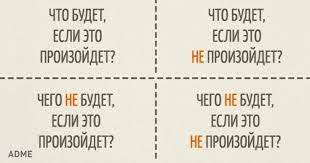 ЧТО БУДЕТ,
ЕСЛИ ЭТО
ПРОИЗОЙДЕТ?
ЧТО БУДЕТ,
ЕСЛИ ЭТО
НЕ ПРОИЗОЙДЕТ?
ЧЕГО НЕ БУДЕТ,
ЕСЛИ ЭТО
ПРОИЗОЙДЕТ?
ЧЕГО НЕ БУДЕТ,
ЕСЛИ ЭТО
НЕ ПРОИЗОЙДЕТ?
ADME